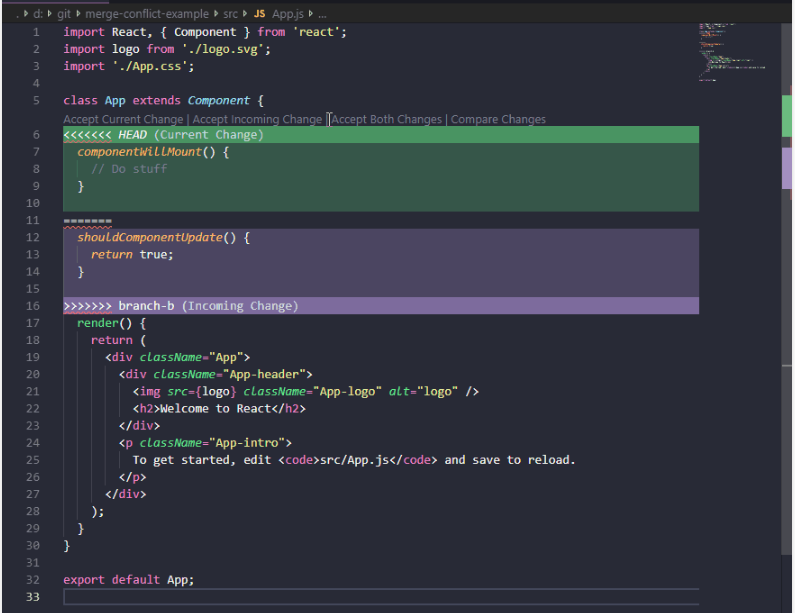 . d: git merge-conflict-example src JS App.js ...
1 import React, { Component } from 'react';
2 import logo from './logo.svg';
3 import './App.css';
4
5 class App extends Component {
Accept Current Change | Accept Incoming Change | Accept Both Changes | Compare Changes
6 <<<<<<< HEAD (Current Change)
7 componentWillMount() {
8 // Do stuff
9 }
10
11 =======
12 shouldComponentUpdate() {
13 return true;
14 }
15
16 >>>>>>> branch-b (Incoming Change)
17 render() {
18 return (
19 <div className="App">
20 <div className="App-header">
21 <img src={logo} className="App-logo" alt="logo" />
22 <h2>Welcome to React</h2>
23 </div>
24 <p className="App-intro">
25 To get started, edit <code>src/App.js</code> and save to reload.
26 </p>
27 </div>
28 );
29 }
30 }
31
32 export default App;
33